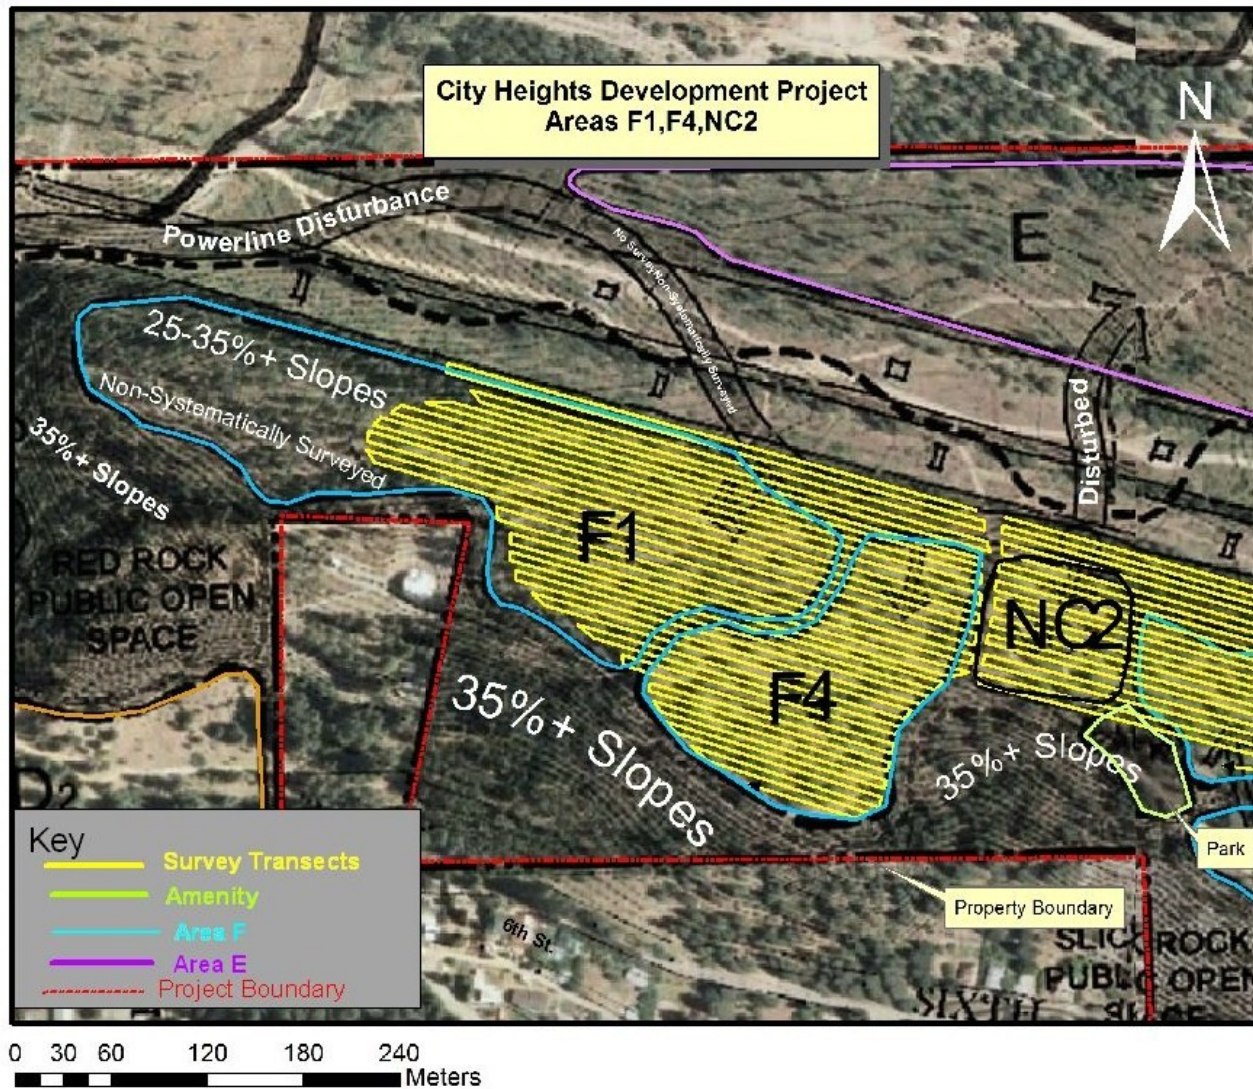 City Heights Development Project
Areas F1,F4,NC2
N
Powerline Disturbance
E
No Survey
Non-Systematically Surveyed
25-35%+ Slopes
Non-Systematically Surveyed
35%+ Slopes
Disturbed
F1
RED ROCK
PUBLIC OPEN
SPACE
NC2
F4
35%+ Slopes
35%+ Slopes
D2
Park
Property Boundary
6th St.
SLICK ROCK
PUBLIC OPEN
SPACE
SIXTH
Key
Survey Transects
Amenity
Area F
Area E
Project Boundary
0 30 60 120 180 240
Meters